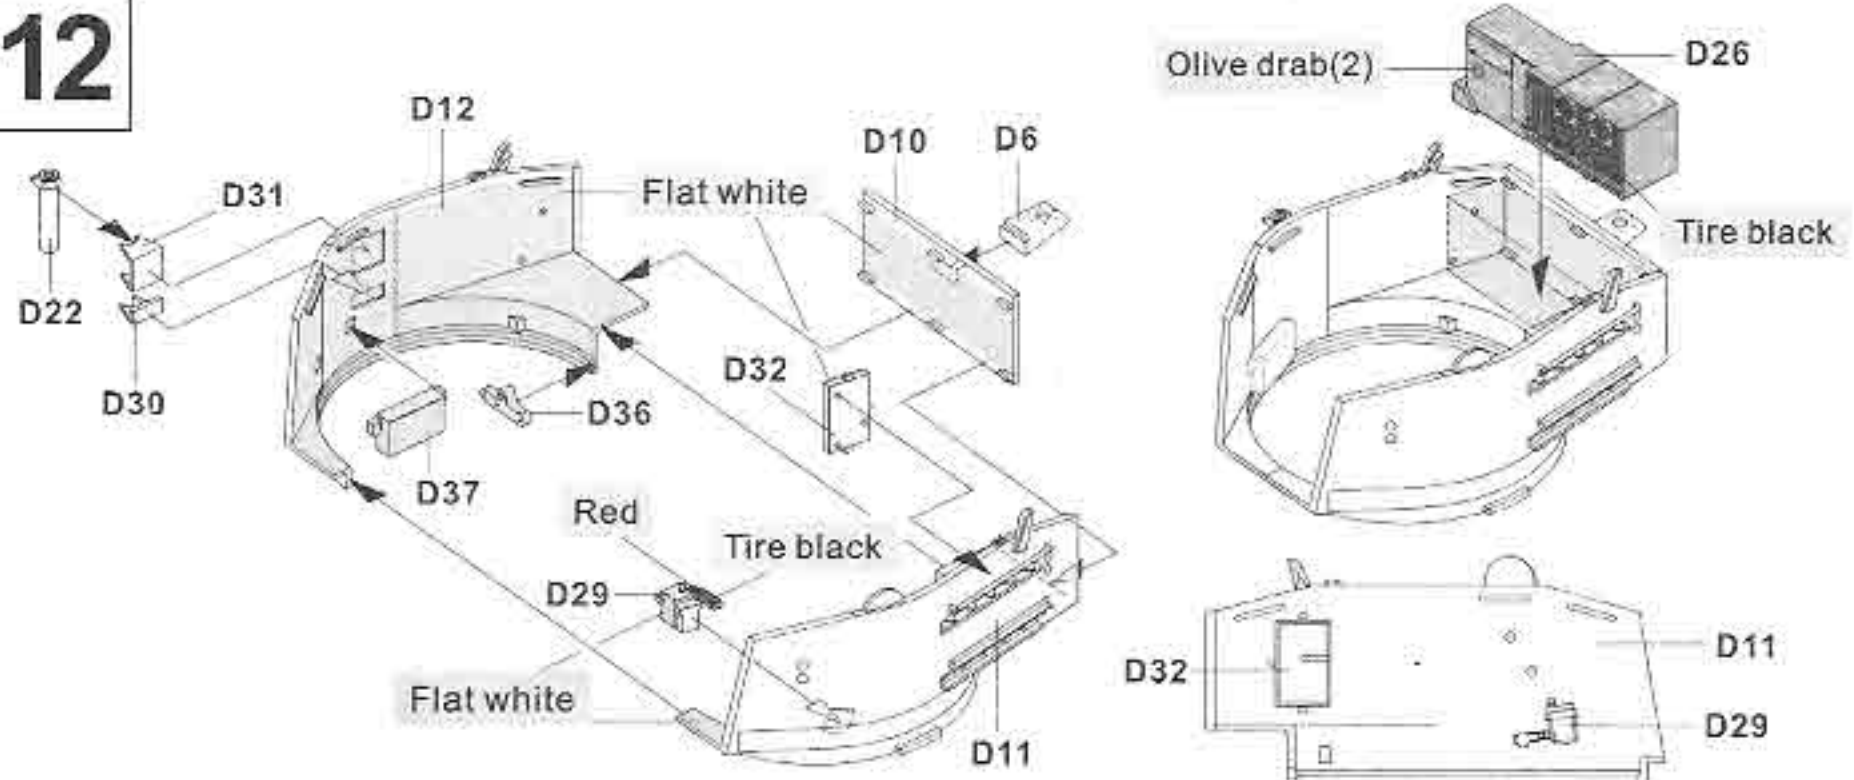 12
D26
Olive drab(2)
D12
D10
D6
Flat white
D31
Tire black
D22
D32
D30
D36
D37
Red
Tire black
D29
D11
D32
Flat white
D29
D11